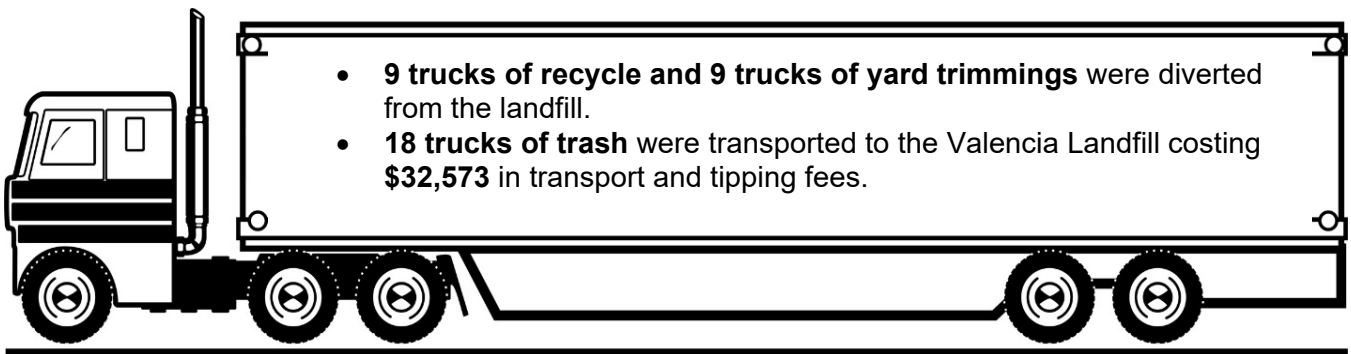 • 9 trucks of recycle and 9 trucks of yard trimmings were diverted
from the landfill.
• 18 trucks of trash were transported to the Valencia Landfill costing
$32,573 in transport and tipping fees.